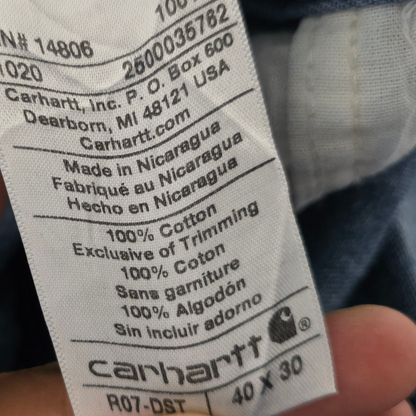 N# 14806
1020 2500035762
Carhartt, Inc. P. O. Box 600
Dearborn, MI 48121 USA
Carhartt.com
Made in Nicaragua
Fabriqué au Nicaragua
Hecho en Nicaragua
100% Cotton
Exclusive of Trimming
100% Coton
Sans garniture
100% Algodón
Sin incluir adorno
carhartt ®
R07-DST 40 X 30